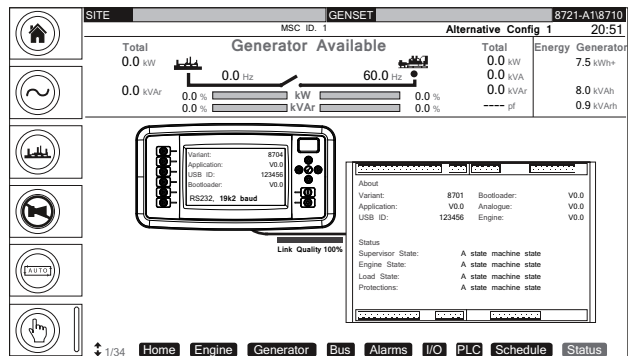 SITE GENSET 8721-A1\8710
MSC ID. 1 Alternative Config 1 20:51
Total Generator Available Total Energy Generator
0.0 kW 0.0 Hz 60.0 Hz 0.0 kW 7.5 kWh+
0.0 kVA
0.0 kVAr 0.0 % kW 0.0 % 0.0 kVAr 8.0 kVAh
0.0 % kVAr 0.0 % ---- pf 0.9 kVArh
Variant: 8704
Application: V0.0
USB ID: 123456
Bootloader: V0.0
RS232, 19k2 baud
Link Quality 100%
About
Variant: 8701 Bootloader: V0.0
Application: V0.0 Analogue: V0.0
USB ID: 123456 Engine: V0.0
Status
Supervisor State: A state machine state
Engine State: A state machine state
Load State: A state machine state
Protections: A state machine state
AUTO
1/34 Home Engine Generator Bus Alarms I/O PLC Schedule Status